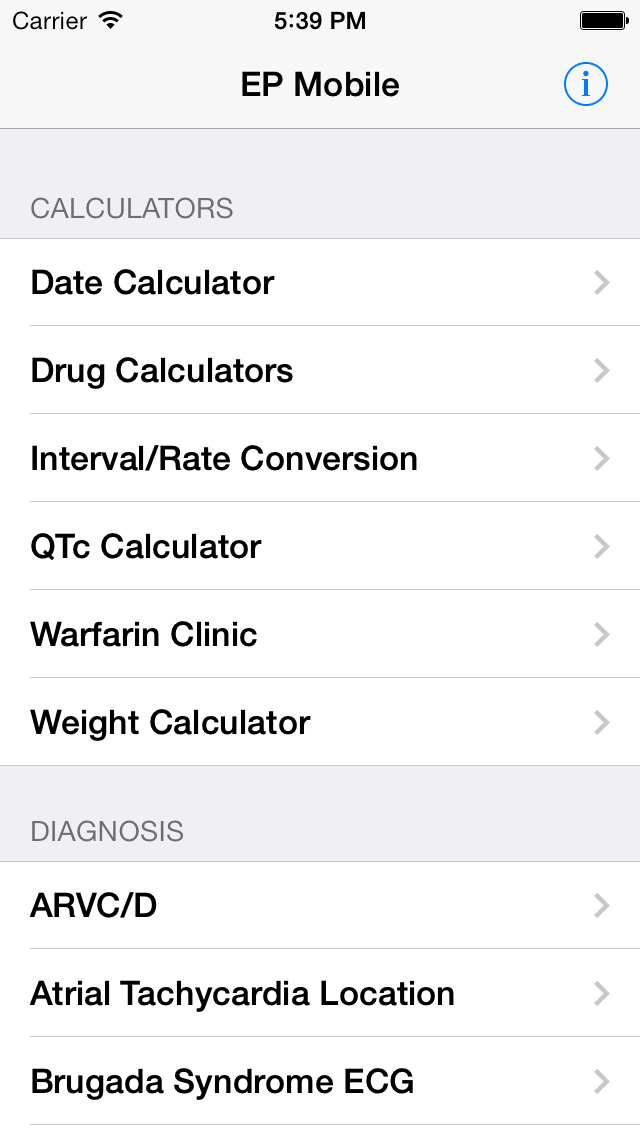 Carrier 5:39 PM
EP Mobile
i
CALCULATORS
Date Calculator
Drug Calculators
Interval/Rate Conversion
QTc Calculator
Warfarin Clinic
Weight Calculator
DIAGNOSIS
ARVC/D
Atrial Tachycardia Location
Brugada Syndrome ECG